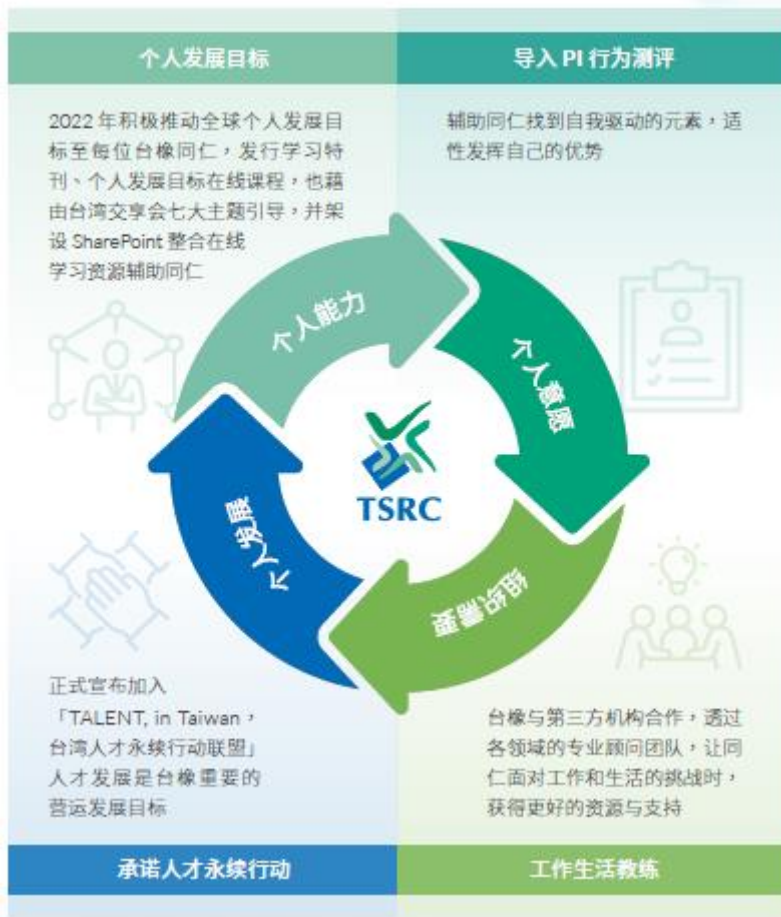 个人发展目标
2022 年积极推动全球个人发展目
标至每位台橡同仁，发行学习特
刊、个人发展目标在线课程，也藉
由台湾交享会七大主题引导，并架
设 SharePoint 整合在线
学习资源辅助同仁
导入 PI 行为测评
辅助同仁找到自我驱动的元素，适
性发挥自己的优势
个人能力
个人意愿
组织需要
个人发展
TSRC
正式宣布加入
「TALENT, in Taiwan，
台湾人才永续行动联盟」
人才发展是台橡重要的
营运发展目标
承诺人才永续行动
台橡与第三方机构合作，透过
各领域的专业顾问团队，让同
仁面对工作和生活的挑战时，
获得更好的资源与支持
工作生活教练